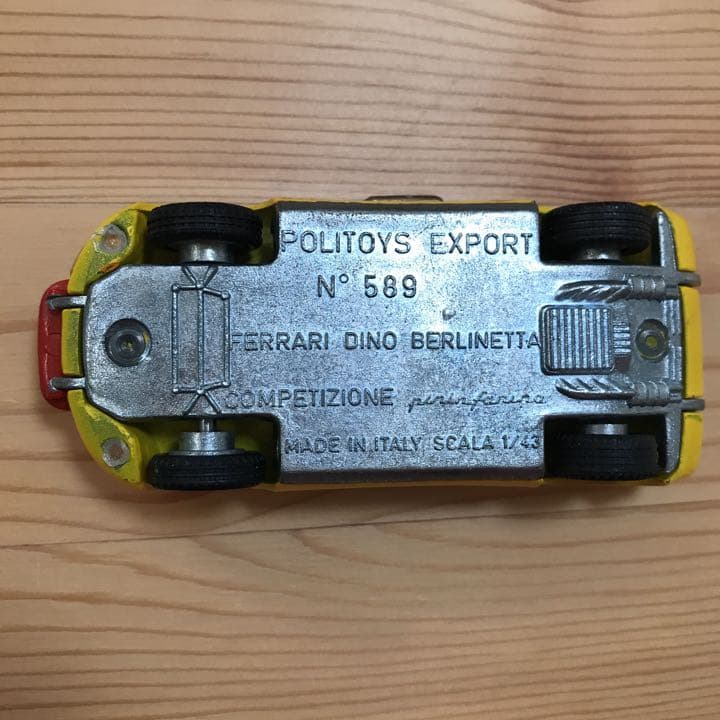 POLITOYS EXPORT
N° 589
FERRARI DINO BERLINETTA
COMPETIZIONE pininfarina
MADE IN ITALY SCALA 1/43